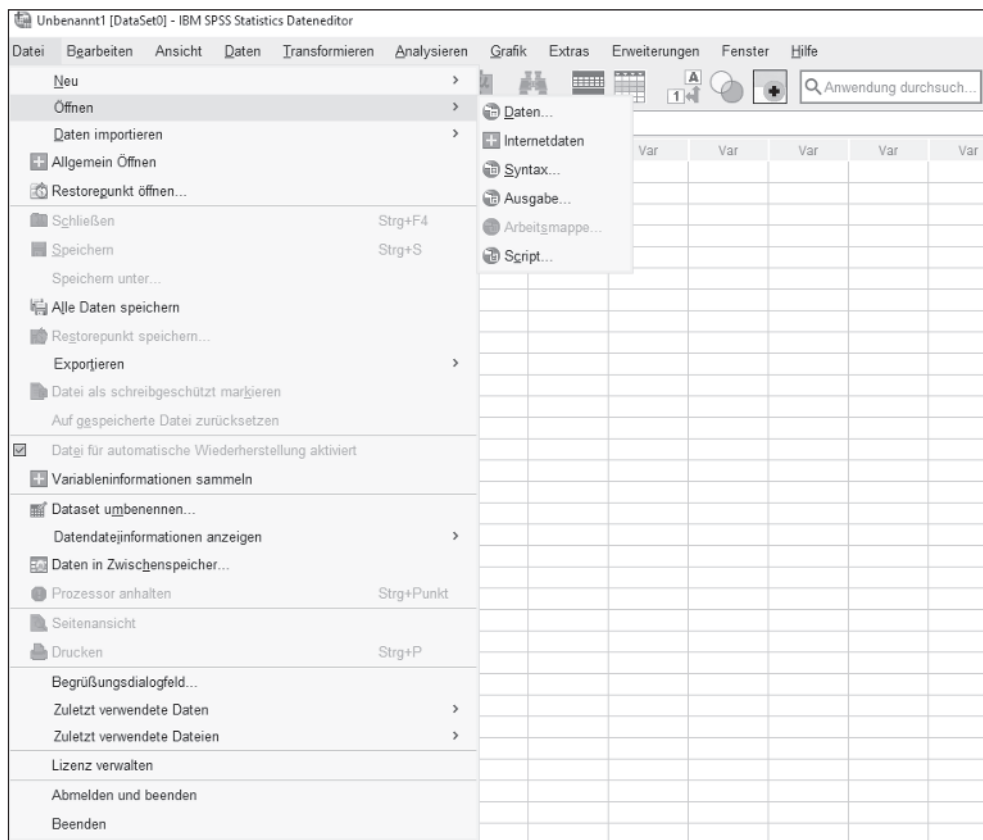 Unbenannt1 [DataSet0] - IBM SPSS Statistics Dateneditor
Datei Bearbeiten Ansicht Daten Transformieren Analysieren Grafik Extras Erweiterungen Fenster Hilfe
A
1
Anwendung durchsuch...
Neu
Öffnen
Daten importieren
Allgemein Öffnen
Restorepunkt öffnen...
Schließen Strg+F4
Speichern Strg+S
Speichern unter...
Alle Daten speichern
Restorepunkt speichern...
Exportieren
Datei als schreibgeschützt markieren
Auf gespeicherte Datei zurücksetzen
Datei für automatische Wiederherstellung aktiviert
Variableninformationen sammeln
Dataset umbenennen...
Datendateiinformationen anzeigen
Daten in Zwischenspeicher...
Prozessor anhalten Strg+Punkt
Seitenansicht
Drucken Strg+P
Begrüßungsdialogfeld...
Zuletzt verwendete Daten
Zuletzt verwendete Dateien
Lizenz verwalten
Abmelden und beenden
Beenden
Daten...
Internetdaten
Syntax...
Ausgabe...
Arbeitsmappe...
Script...
Var Var Var Var Var